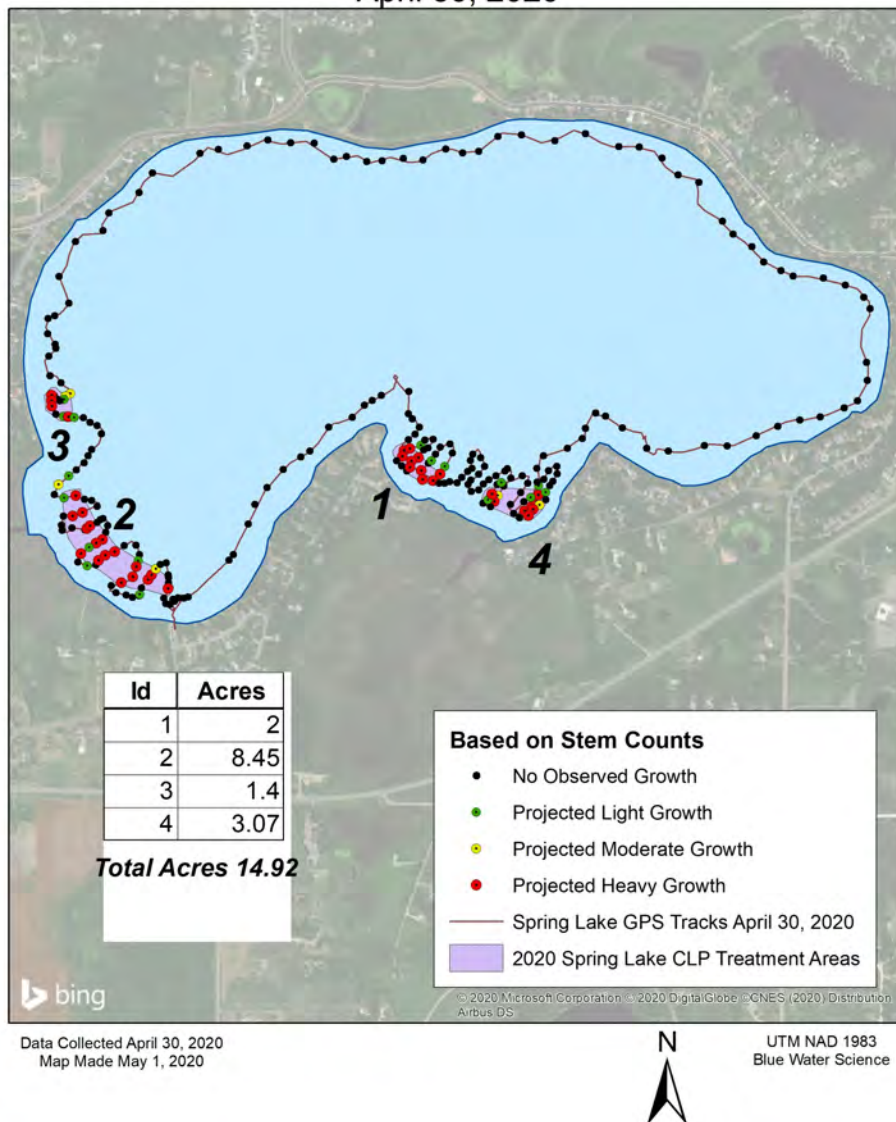 April 30, 2020
3
2
1
4
Id Acres
1 2
2 8.45
3 1.4
4 3.07
Total Acres 14.92
Based on Stem Counts
No Observed Growth
Projected Light Growth
Projected Moderate Growth
Projected Heavy Growth
Spring Lake GPS Tracks April 30, 2020
2020 Spring Lake CLP Treatment Areas
bing
© 2020 Microsoft Corporation © 2020 DigitalGlobe ©CNES (2020) Distribution
Airbus DS
Data Collected April 30, 2020
Map Made May 1, 2020
N
UTM NAD 1983
Blue Water Science